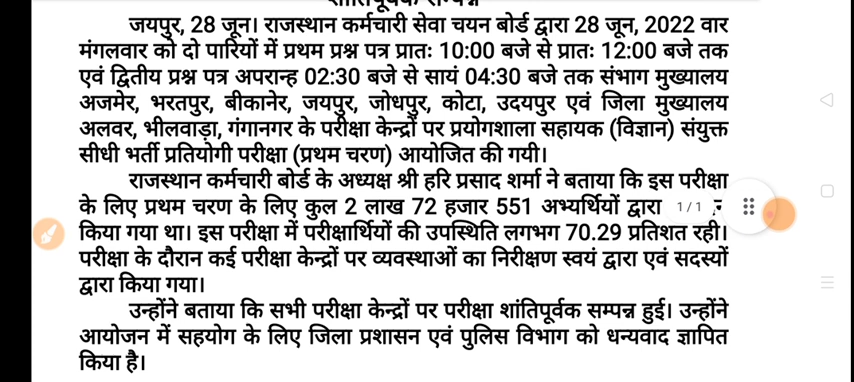 शांतिपूर्वक सम्पन्न
जयपुर, 28 जून। राजस्थान कर्मचारी सेवा चयन बोर्ड द्वारा 28 जून, 2022 वार
मंगलवार को दो पारियों में प्रथम प्रश्न पत्र प्रातः 10:00 बजे से प्रातः 12:00 बजे तक
एवं द्वितीय प्रश्न पत्र अपरान्ह 02:30 बजे से सायं 04:30 बजे तक संभाग मुख्यालय
अजमेर, भरतपुर, बीकानेर, जयपुर, जोधपुर, कोटा, उदयपुर एवं जिला मुख्यालय
अलवर, भीलवाड़ा, गंगानगर के परीक्षा केन्द्रों पर प्रयोगशाला सहायक (विज्ञान) संयुक्त
सीधी भर्ती प्रतियोगी परीक्षा (प्रथम चरण) आयोजित की गयी।
राजस्थान कर्मचारी बोर्ड के अध्यक्ष श्री हरि प्रसाद शर्मा ने बताया कि इस परीक्षा
के लिए प्रथम चरण के लिए कुल 2 लाख 72 हजार 551 अभ्यर्थियों द्वारा 1/1
किया गया था। इस परीक्षा में परीक्षार्थियों की उपस्थिति लगभग 70.29 प्रतिशत रही।
परीक्षा के दौरान कई परीक्षा केन्द्रों पर व्यवस्थाओं का निरीक्षण स्वयं द्वारा एवं सदस्यों
द्वारा किया गया।
उन्होंने बताया कि सभी परीक्षा केन्द्रों पर परीक्षा शांतिपूर्वक सम्पन्न हुई। उन्होंने
आयोजन में सहयोग के लिए जिला प्रशासन एवं पुलिस विभाग को धन्यवाद ज्ञापित
किया है।